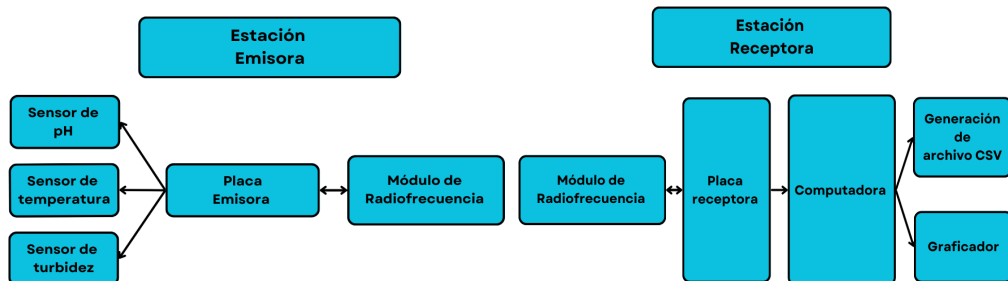 Estación
Emisora
Estación
Receptora
Sensor de
pH
Sensor de
temperatura
Sensor de
turbidez
Placa
Emisora
Módulo de
Radiofrecuencia
Módulo de
Radiofrecuencia
Placa
receptora
Computadora
Generación
de
archivo CSV
Graficador